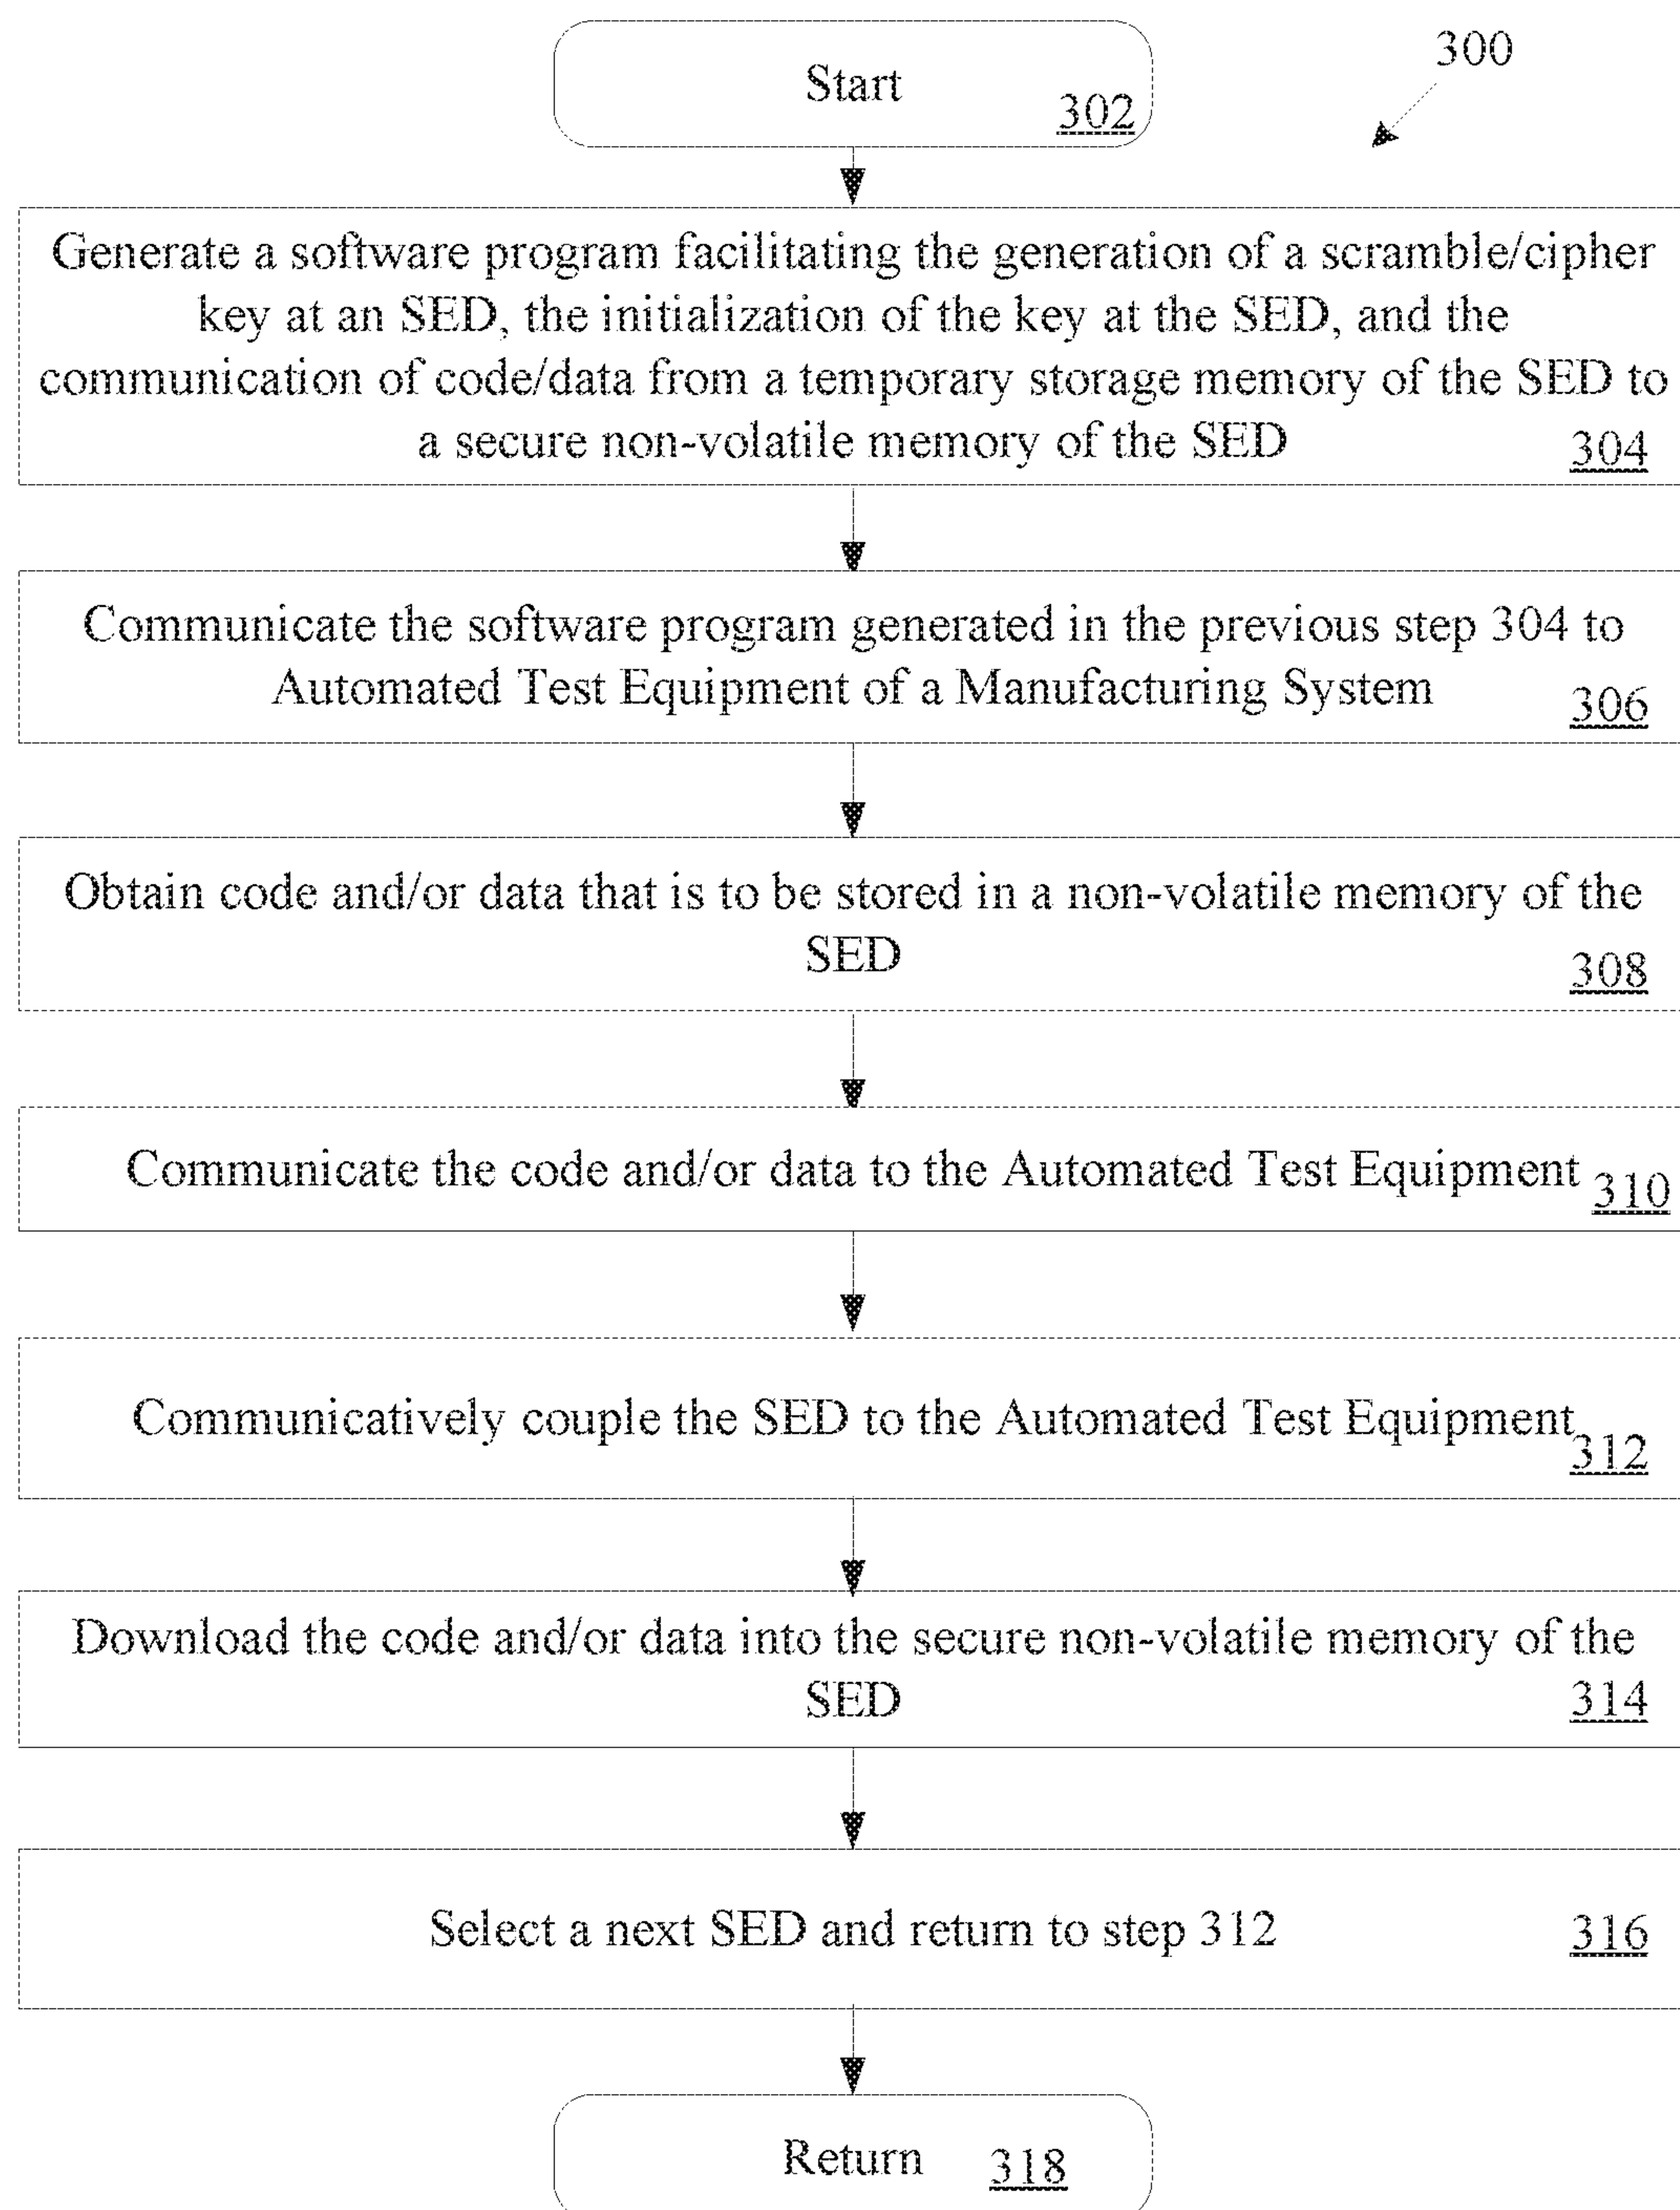 300
Start
302
Generate a software program facilitating the generation of a scramble/cipher
key at an SED, the initialization of the key at the SED, and the
communication of code/data from a temporary storage memory of the SED to
a secure non-volatile memory of the SED
304
Communicate the software program generated in the previous step 304 to
Automated Test Equipment of a Manufacturing System
306
Obtain code and/or data that is to be stored in a non-volatile memory of the
SED
308
Communicate the code and/or data to the Automated Test Equipment
310
Communicatively couple the SED to the Automated Test Equipment
312
Download the code and/or data into the secure non-volatile memory of the
SED
314
Select a next SED and return to step 312
316
Return
318